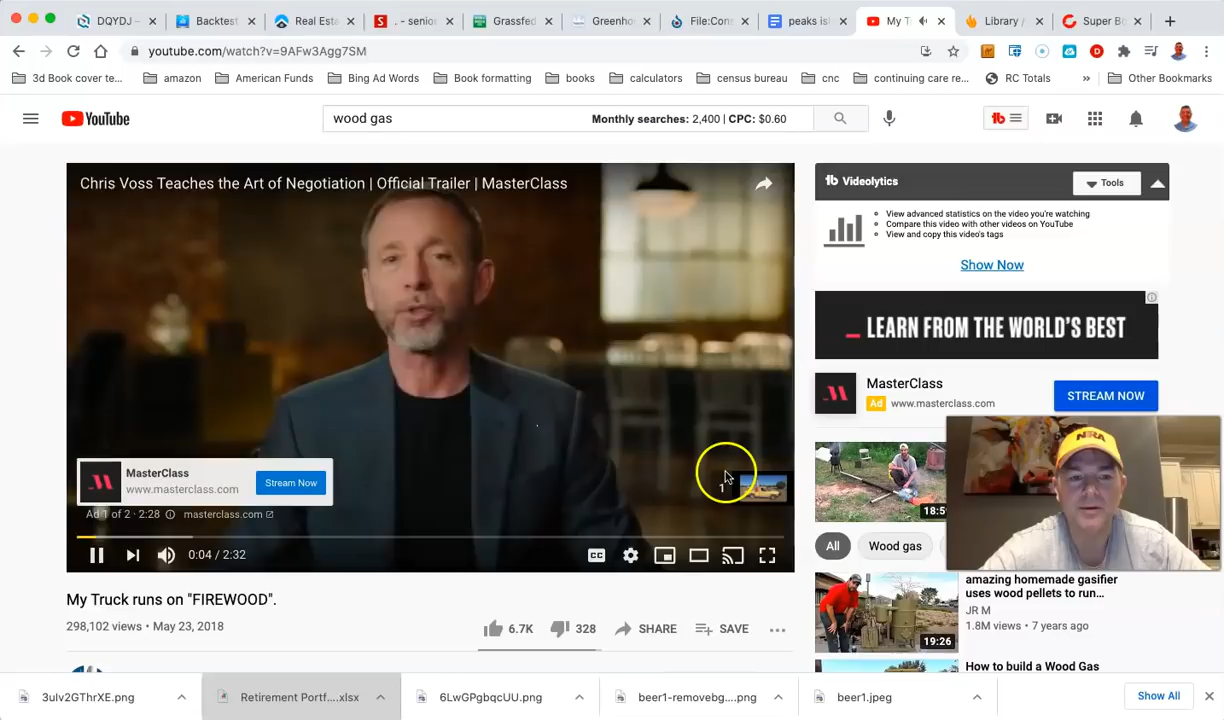 DQYDJ –
Backtest
Real Esta
. - senior
Grassfed
Greenhou
File:Cons
peaks isl
My T
Library /
Super Bo
youtube.com/watch?v=9AFw3Agg7SM
3d Book cover te...
amazon
American Funds
Bing Ad Words
Book formatting
books
calculators
census bureau
cnc
continuing care re...
RC Totals
»
Other Bookmarks
YouTube
wood gas
Monthly searches: 2,400 | CPC: $0.60
Chris Voss Teaches the Art of Negotiation | Official Trailer | MasterClass
MasterClass
www.masterclass.com
Stream Now
Ad 1 of 2 · 2:28
masterclass.com
1
0:04 / 2:32
CC
My Truck runs on "FIREWOOD".
298,102 views • May 23, 2018
6.7K
328
SHARE
SAVE
tb Videolytics
Tools
View advanced statistics on the video you're watching
Compare this video with other videos on YouTube
View and copy this video's tags
Show Now
LEARN FROM THE WORLD'S BEST
MasterClass
Ad www.masterclass.com
STREAM NOW
18:59
NRA
All
Wood gas
amazing homemade gasifier
uses wood pellets to run...
JR M
1.8M views • 7 years ago
19:26
How to build a Wood Gas
3ulv2GThrXE.png
Retirement Portf....xlsx
6LwGPgbqcUU.png
beer1-removebg....png
beer1.jpeg
Show All